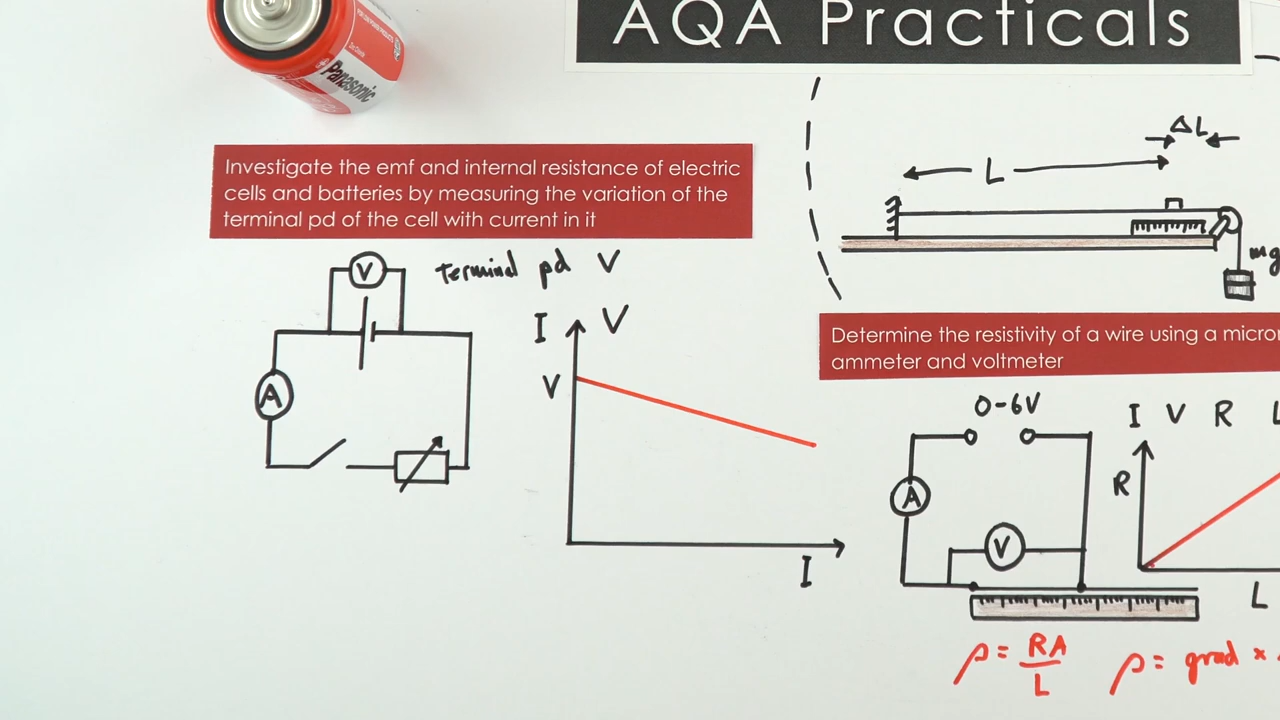 AQA Practicals
Panasonic
Investigate the emf and internal resistance of electric
cells and batteries by measuring the variation of the
terminal pd of the cell with current in it
V
terminal pd V
A
I V
V
I
ΔL
L
mg
Determine the resistivity of a wire using a micro
ammeter and voltmeter
0-6V
A
V
I V R L
R
L
ρ = RA
L
ρ = grad ×